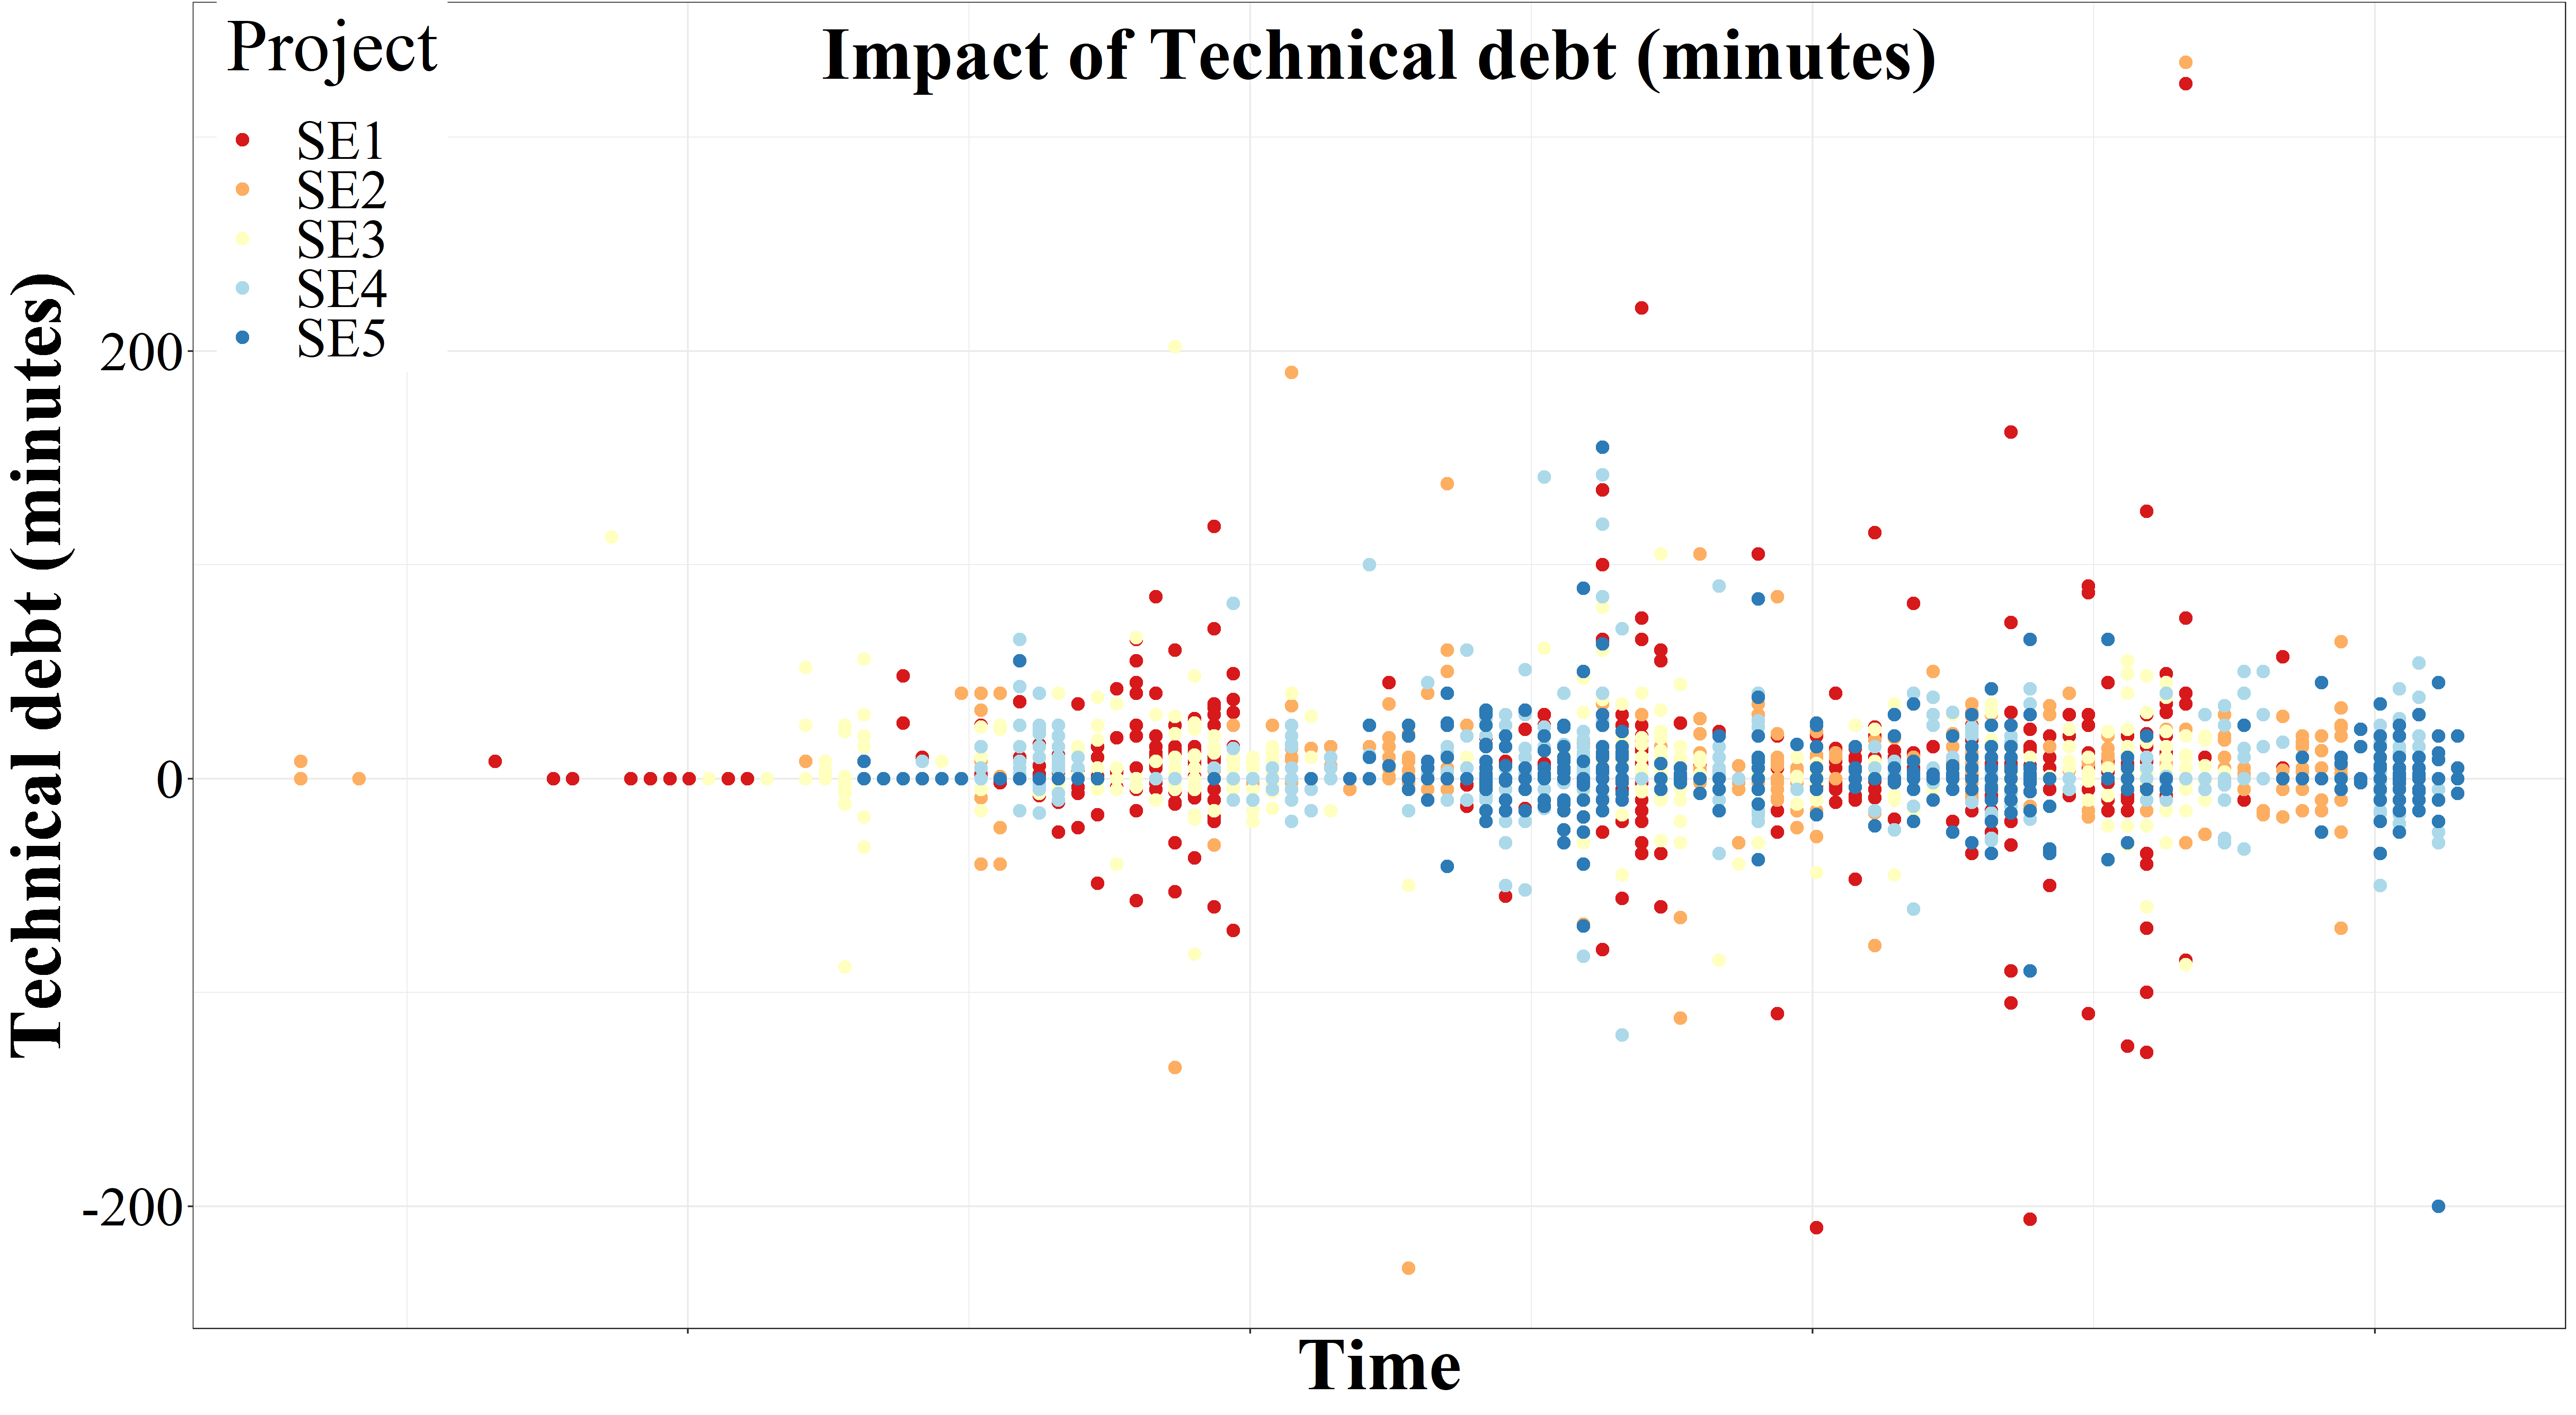 Impact of Technical debt (minutes)
Project
SE1
SE2
SE3
SE4
SE5
Technical debt (minutes)
200
0
-200
Time